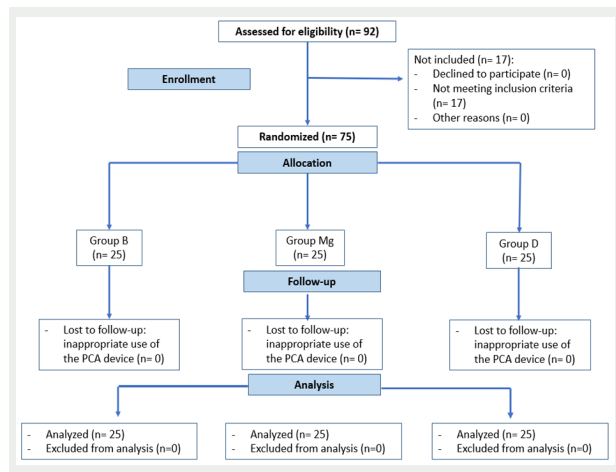 Assessed for eligibility (n= 92)
Not included (n= 17):
- Declined to participate (n= 0)
- Not meeting inclusion criteria
(n= 17)
- Other reasons (n= 0)
Enrollment
Randomized (n= 75)
Allocation
Group B
(n= 25)
Group Mg
(n= 25)
Group D
(n= 25)
Follow-up
- Lost to follow-up:
inappropriate use of
the PCA device (n= 0)
- Lost to follow-up:
inappropriate use of
the PCA device (n= 0)
- Lost to follow-up:
inappropriate use of
the PCA device (n= 0)
Analysis
- Analyzed (n= 25)
- Excluded from analysis (n=0)
- Analyzed (n= 25)
- Excluded from analysis (n=0)
- Analyzed (n= 25)
- Excluded from analysis (n=0)